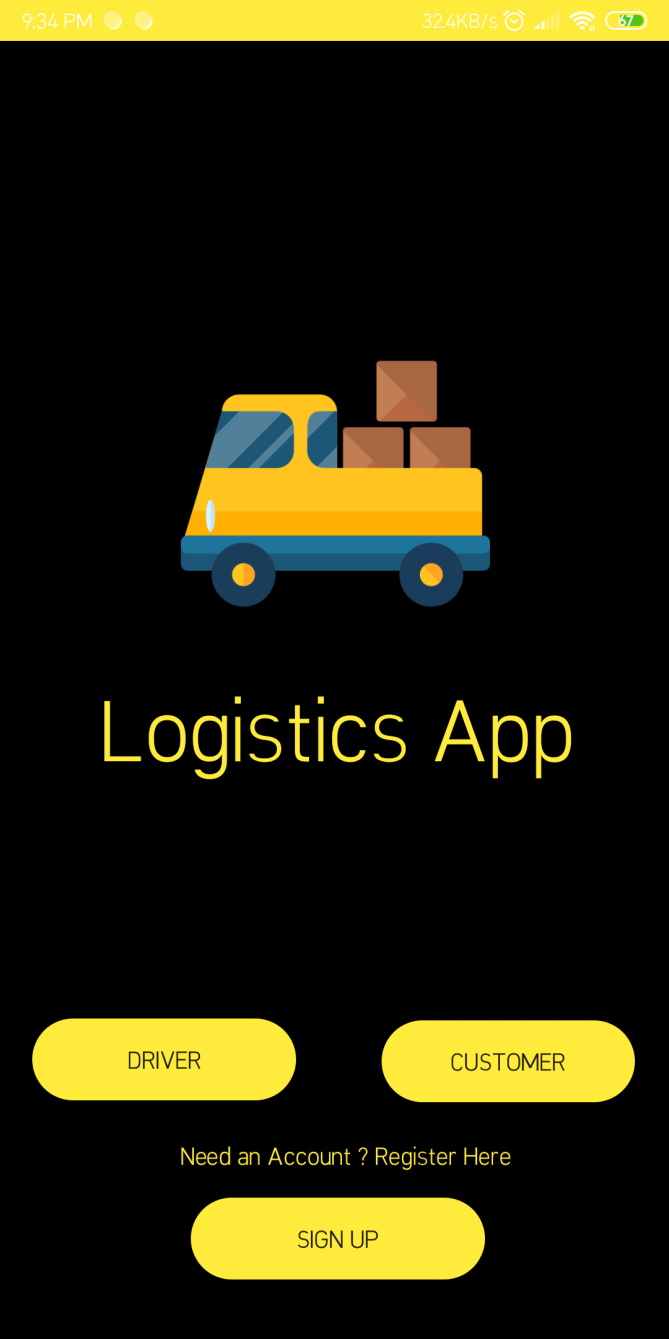 9:34 PM 32.4KB/s 67
Logistics App
DRIVER CUSTOMER
Need an Account ? Register Here
SIGN UP